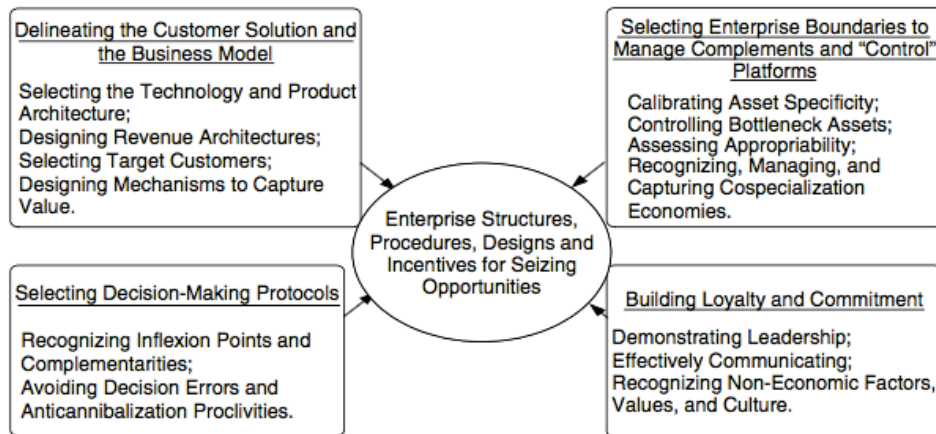 Delineating the Customer Solution and
the Business Model
Selecting the Technology and Product
Architecture;
Designing Revenue Architectures;
Selecting Target Customers;
Designing Mechanisms to Capture
Value.
Selecting Enterprise Boundaries to
Manage Complements and “Control”
Platforms
Calibrating Asset Specificity;
Controlling Bottleneck Assets;
Assessing Appropriability;
Recognizing, Managing, and
Capturing Cospecialization
Economies.
Enterprise Structures,
Procedures, Designs and
Incentives for Seizing
Opportunities
Selecting Decision-Making Protocols
Recognizing Inflexion Points and
Complementarities;
Avoiding Decision Errors and
Anticannibalization Proclivities.
Building Loyalty and Commitment
Demonstrating Leadership;
Effectively Communicating;
Recognizing Non-Economic Factors,
Values, and Culture.